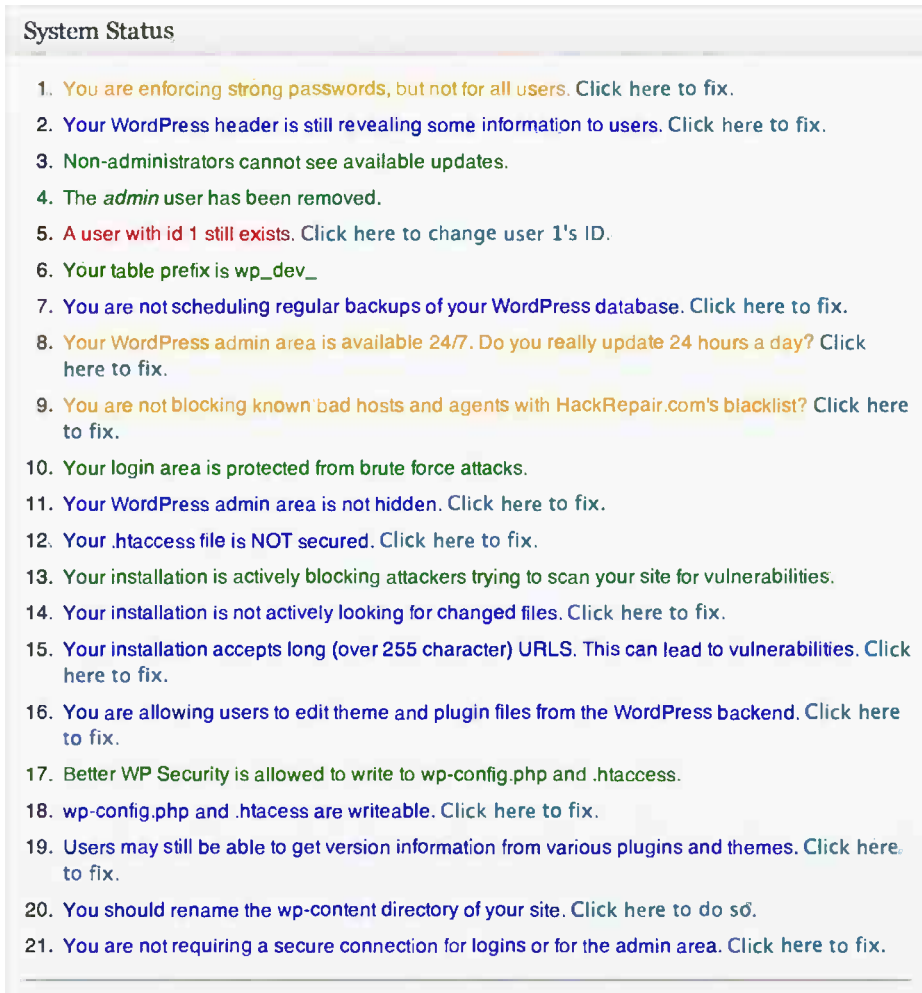 System Status
1. You are enforcing strong passwords, but not for all users. Click here to fix.
2. Your WordPress header is still revealing some information to users. Click here to fix.
3. Non-administrators cannot see available updates.
4. The admin user has been removed.
5. A user with id 1 still exists. Click here to change user 1's ID.
6. Your table prefix is wp_dev_
7. You are not scheduling regular backups of your WordPress database. Click here to fix.
8. Your WordPress admin area is available 24/7. Do you really update 24 hours a day? Click
here to fix.
9. You are not blocking known bad hosts and agents with HackRepair.com's blacklist? Click here
to fix.
10. Your login area is protected from brute force attacks.
11. Your WordPress admin area is not hidden. Click here to fix.
12. Your .htaccess file is NOT secured. Click here to fix.
13. Your installation is actively blocking attackers trying to scan your site for vulnerabilities.
14. Your installation is not actively looking for changed files. Click here to fix.
15. Your installation accepts long (over 255 character) URLS. This can lead to vulnerabilities. Click
here to fix.
16. You are allowing users to edit theme and plugin files from the WordPress backend. Click here
to fix.
17. Better WP Security is allowed to write to wp-config.php and .htaccess.
18. wp-config.php and .htacess are writeable. Click here to fix.
19. Users may still be able to get version information from various plugins and themes. Click here
to fix.
20. You should rename the wp-content directory of your site. Click here to do so.
21. You are not requiring a secure connection for logins or for the admin area. Click here to fix.